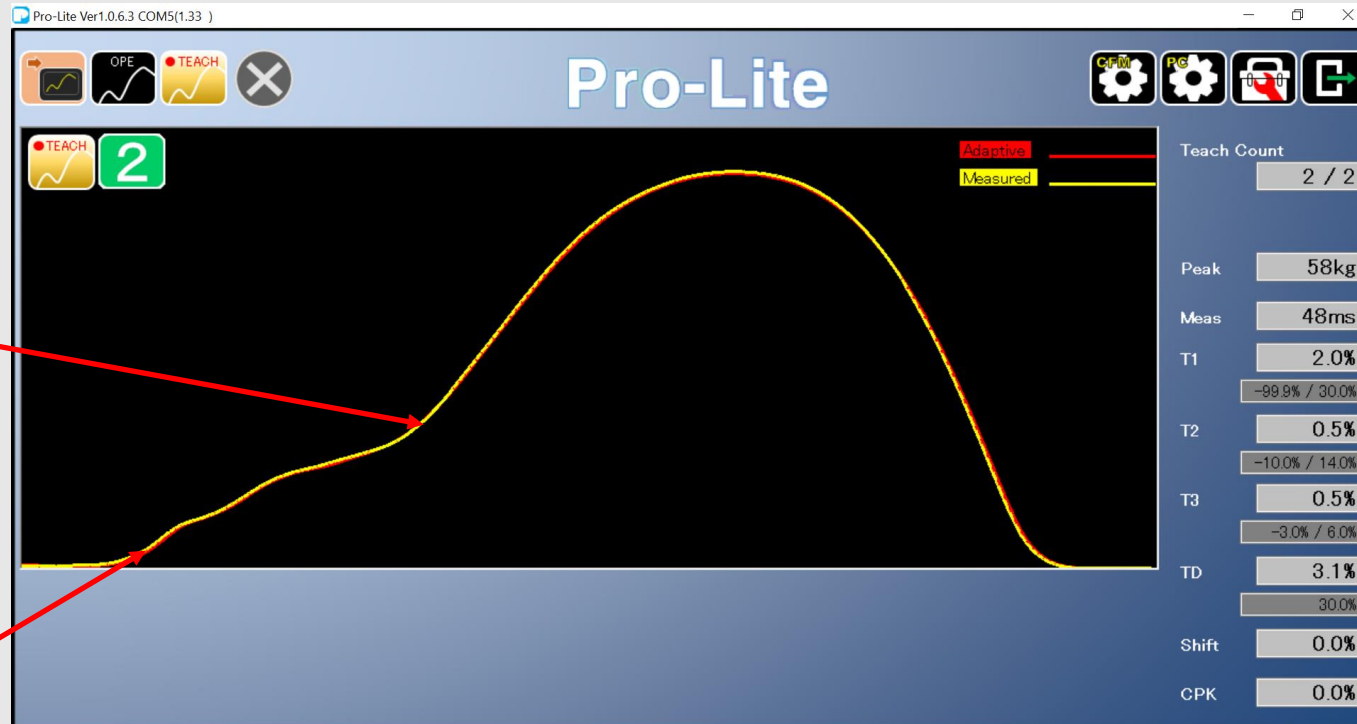 Pro-Lite Ver1.0.6.3 COM5(1.33 )
OPE
TEACH
Pro-Lite
CFM
PC
TEACH
2
Adaptive
Measured
Teach Count
2 / 2
Peak 58kg
Meas 48ms
T1 2.0%
-99.9% / 30.0%
T2 0.5%
-10.0% / 14.0%
T3 0.5%
-3.0% / 6.0%
TD 3.1%
30.0%
Shift 0.0%
CPK 0.0%